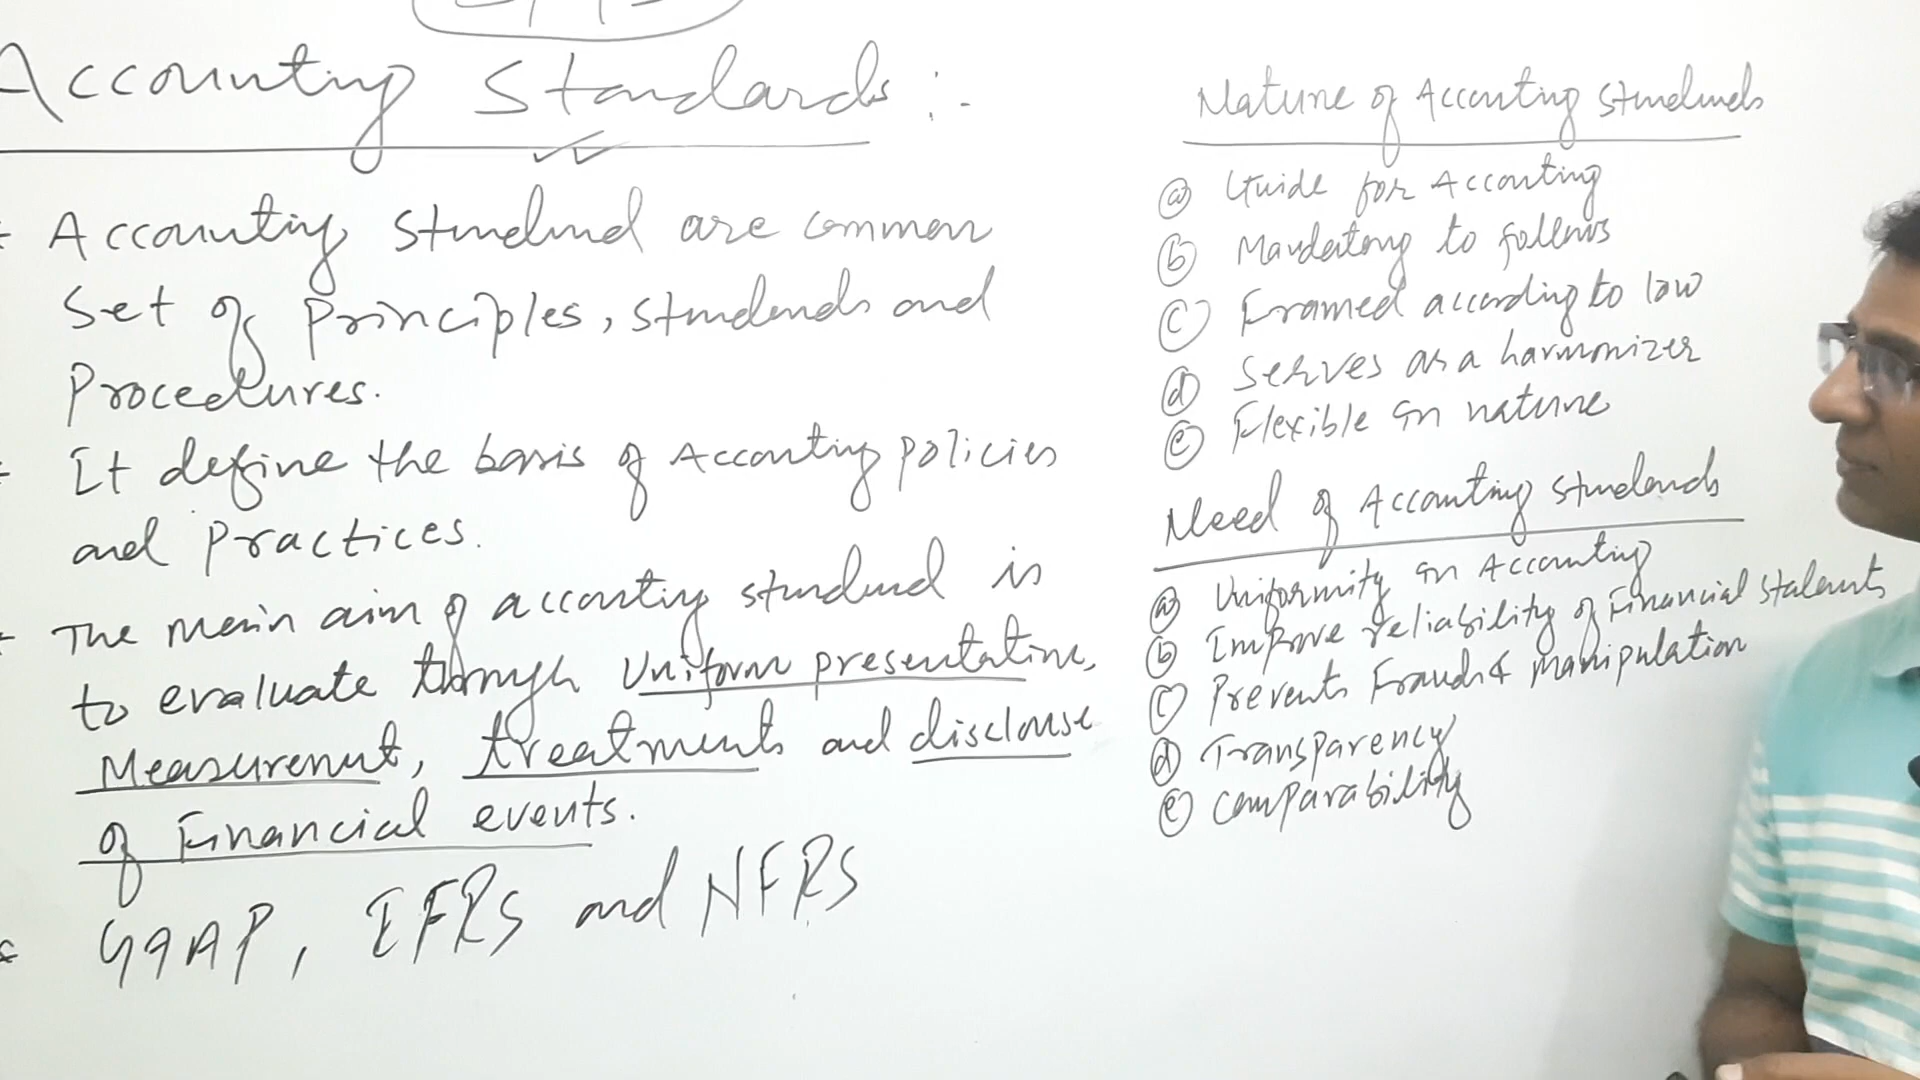 Accounting Standards :-
Accounting standard are common
set of principles, standards and
Procedures.
It define the basis of Accounting policies
and practices.
The main aim of accounting standard is
to evaluate through Uniform presentation,
Measurement, treatments and disclouse
of Financial events.
GAAP, IFRS and NFRS
Nature of Accounting standards
(a) Guide for Accounting
(b) Mandatory to follows
(c) Framed according to law
(d) Serves as a harmonizer
(e) Flexible in nature
Need of Accounting standards
(a) Uniformity in Accounting
(b) Improve reliability of Financial Statements
(c) Prevents Frauds & manipulation
(d) Transparency
(e) Comparability